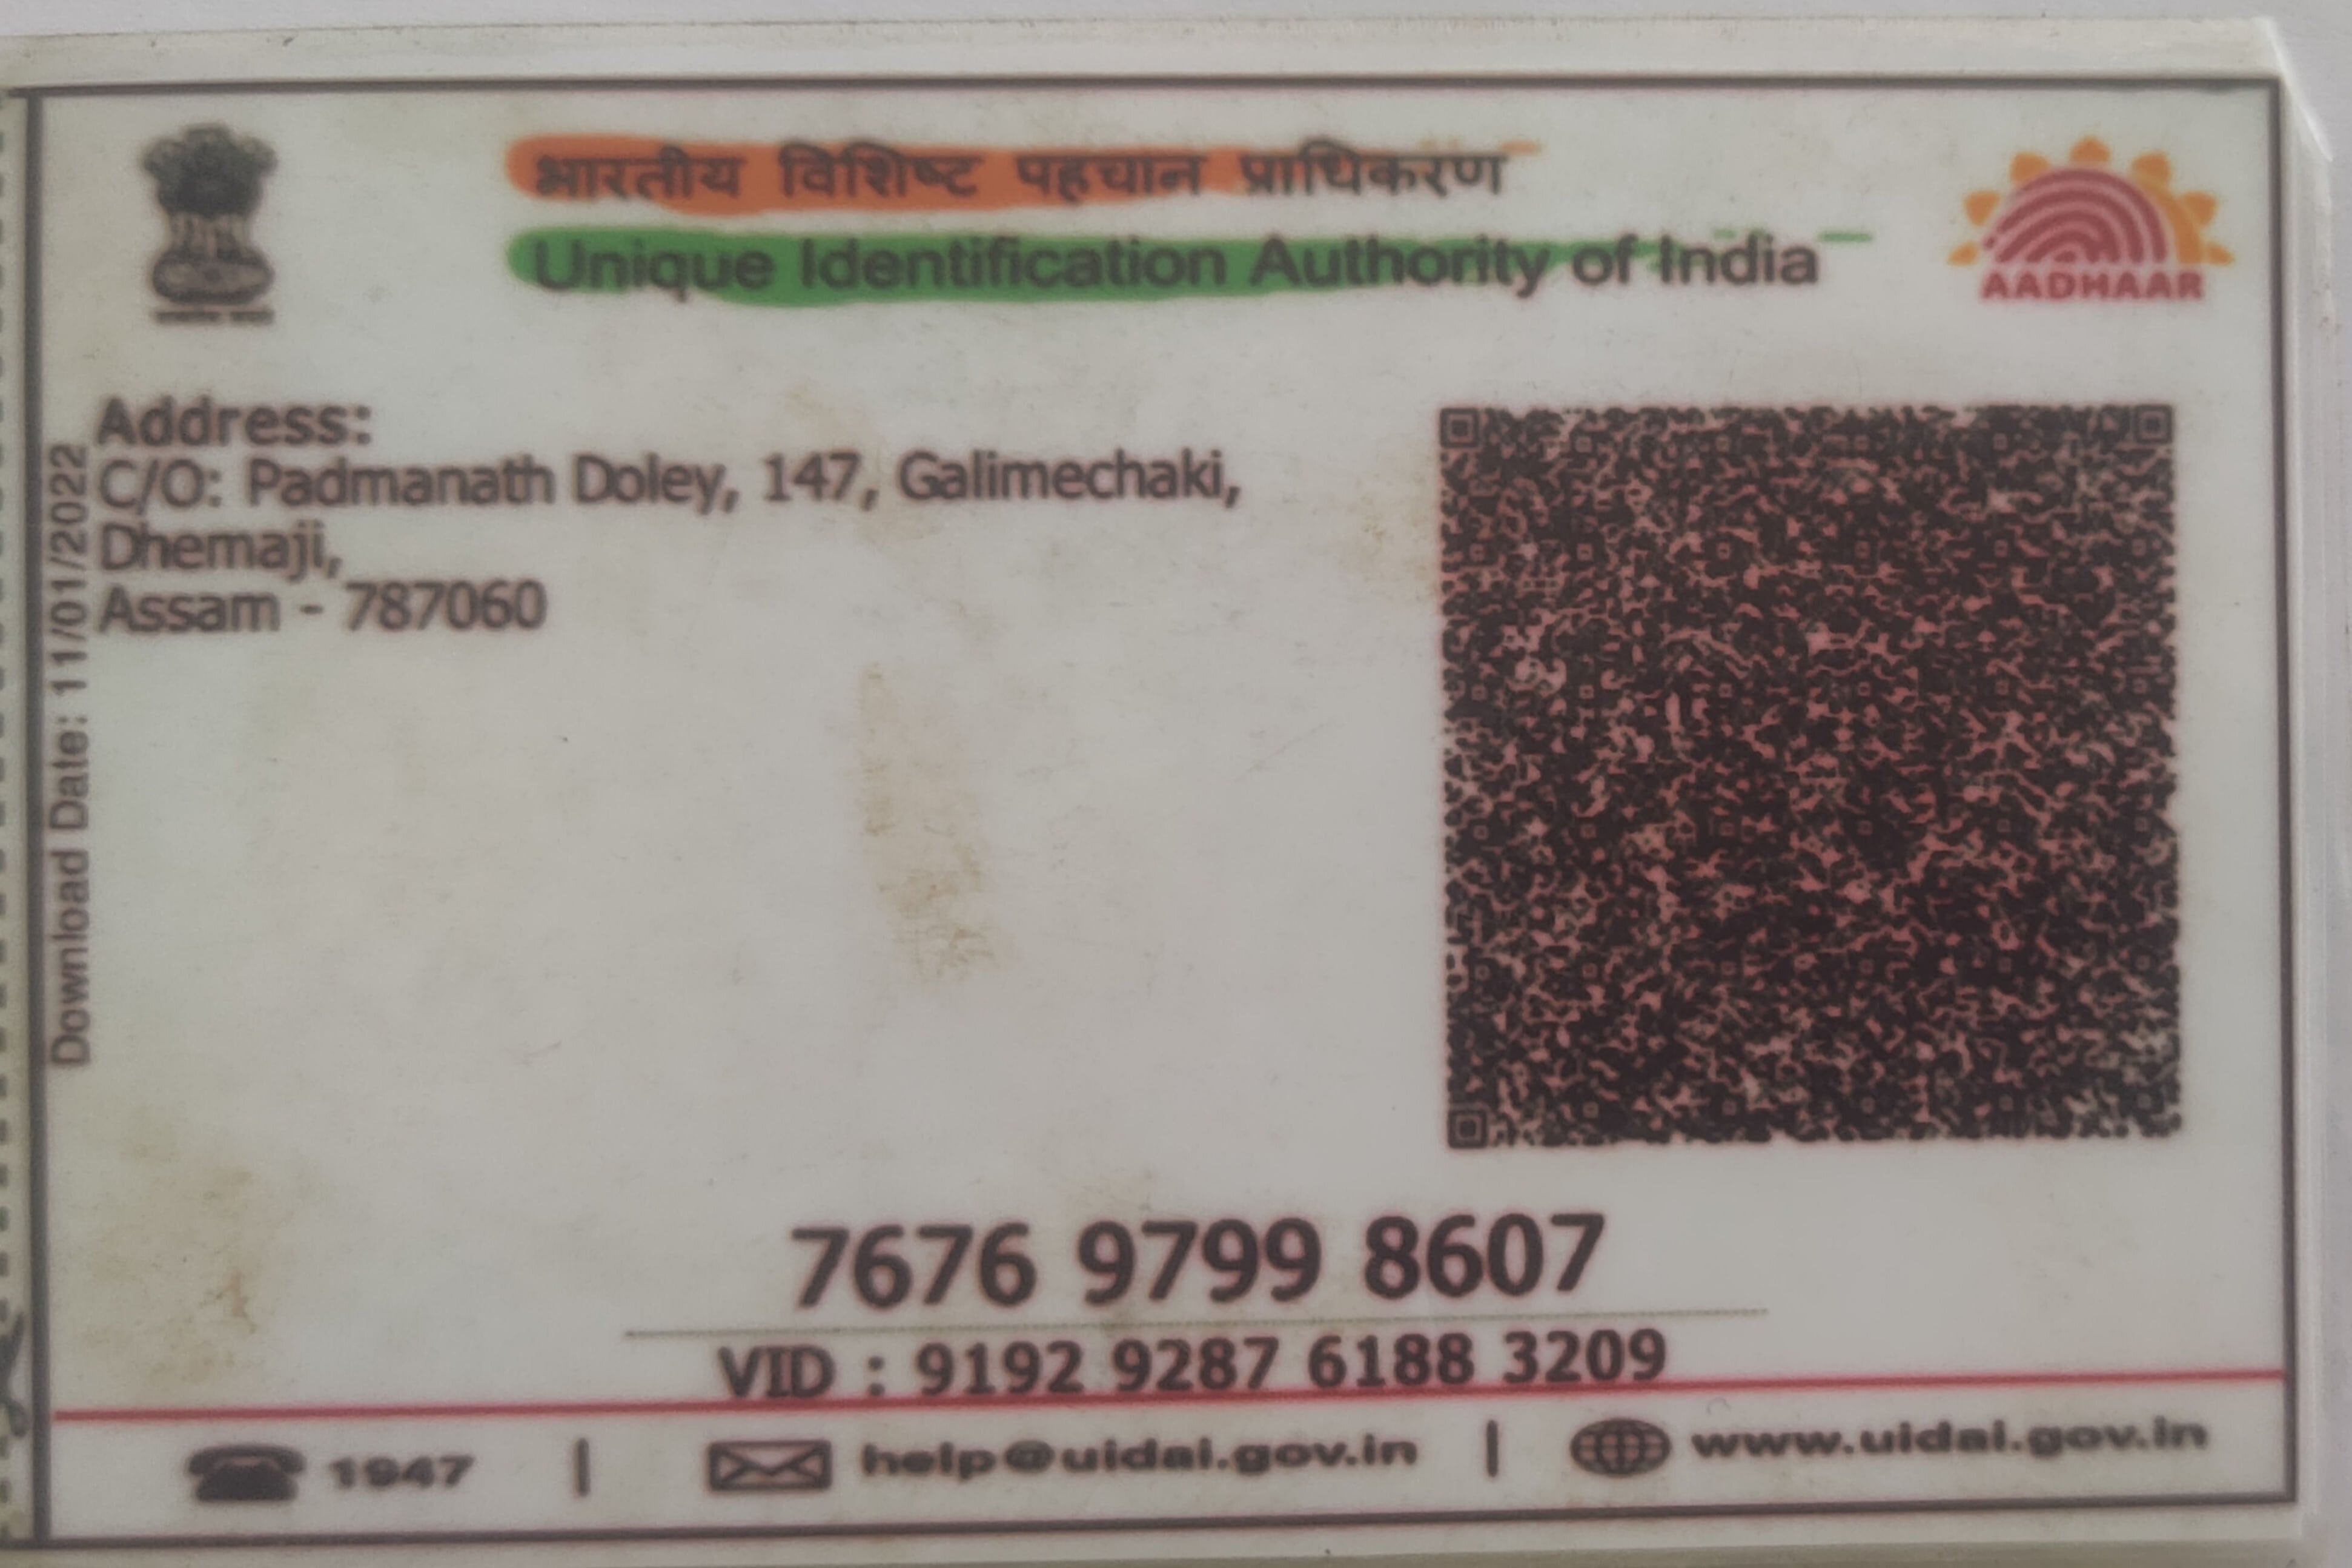 भारतीय विशिष्ट पहचान प्राधिकरण
Unique Identification Authority of India
AADHAAR
Address:
C/O: Padmanath Doley, 147, Galimechaki,
Dhemaji,
Assam - 787060
Download Date: 11/01/2022
7676 9799 8607
VID : 9192 9287 6188 3209
1947 | help@uidai.gov.in | www.uidai.gov.in